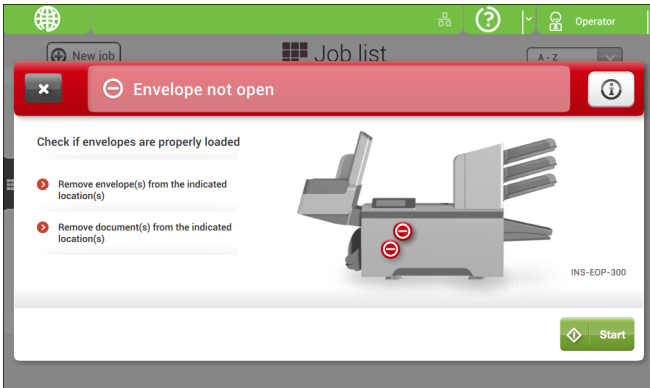 Operator
New job
Job list
A - Z
Envelope not open
Check if envelopes are properly loaded
Remove envelope(s) from the indicated
location(s)
Remove document(s) from the indicated
location(s)
INS-EOP-300
Start